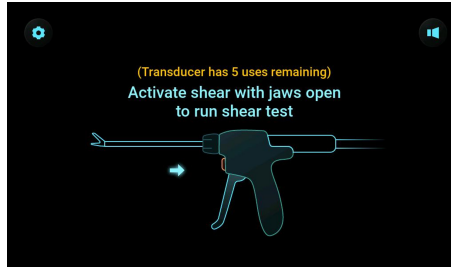 (Transducer has 5 uses remaining)
Activate shear with jaws open
to run shear test